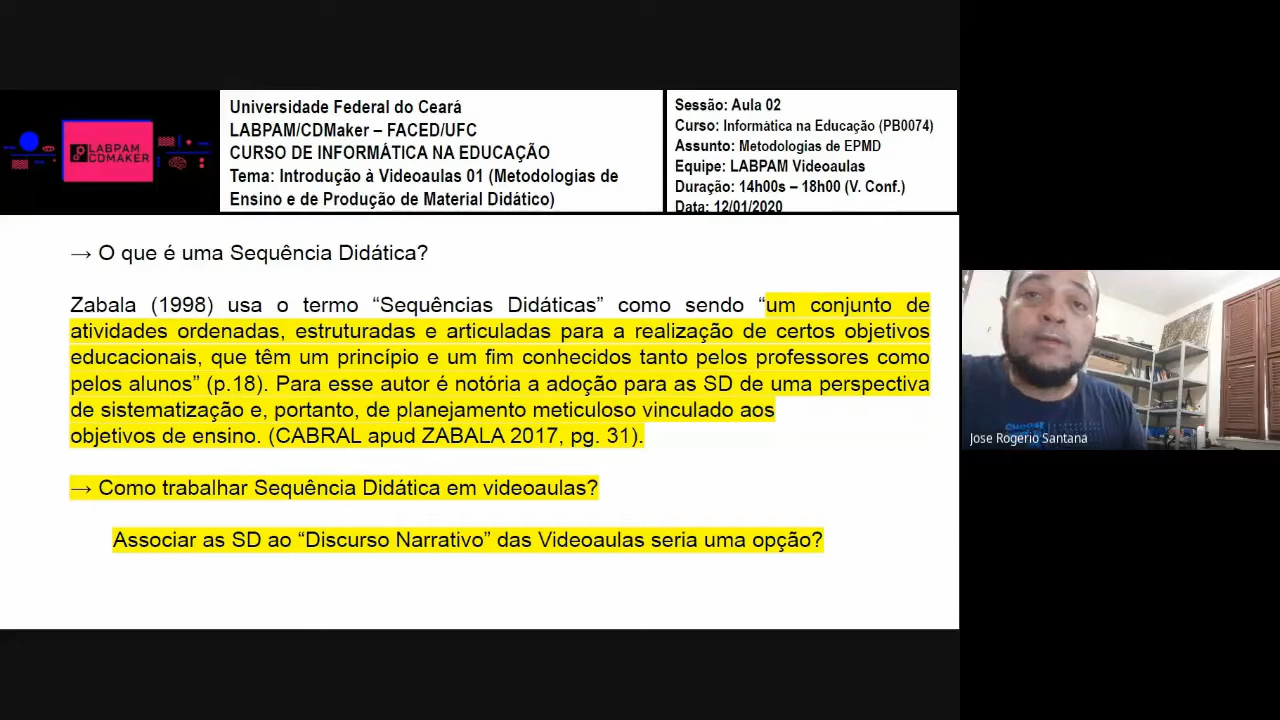 LABPAM
CDMAKER
Universidade Federal do Ceará
LABPAM/CDMaker – FACED/UFC
CURSO DE INFORMÁTICA NA EDUCAÇÃO
Tema: Introdução à Videoaulas 01 (Metodologias de
Ensino e de Produção de Material Didático)
Sessão: Aula 02
Curso: Informática na Educação (PB0074)
Assunto: Metodologias de EPMD
Equipe: LABPAM Videoaulas
Duração: 14h00s – 18h00 (V. Conf.)
Data: 12/01/2020
→ O que é uma Sequência Didática?
Zabala (1998) usa o termo “Sequências Didáticas” como sendo “um conjunto de
atividades ordenadas, estruturadas e articuladas para a realização de certos objetivos
educacionais, que têm um princípio e um fim conhecidos tanto pelos professores como
pelos alunos” (p.18). Para esse autor é notória a adoção para as SD de uma perspectiva
de sistematização e, portanto, de planejamento meticuloso vinculado aos
objetivos de ensino. (CABRAL apud ZABALA 2017, pg. 31).
→ Como trabalhar Sequência Didática em videoaulas?
Associar as SD ao “Discurso Narrativo” das Videoaulas seria uma opção?
CHOOSE
Jose Rogerio Santana